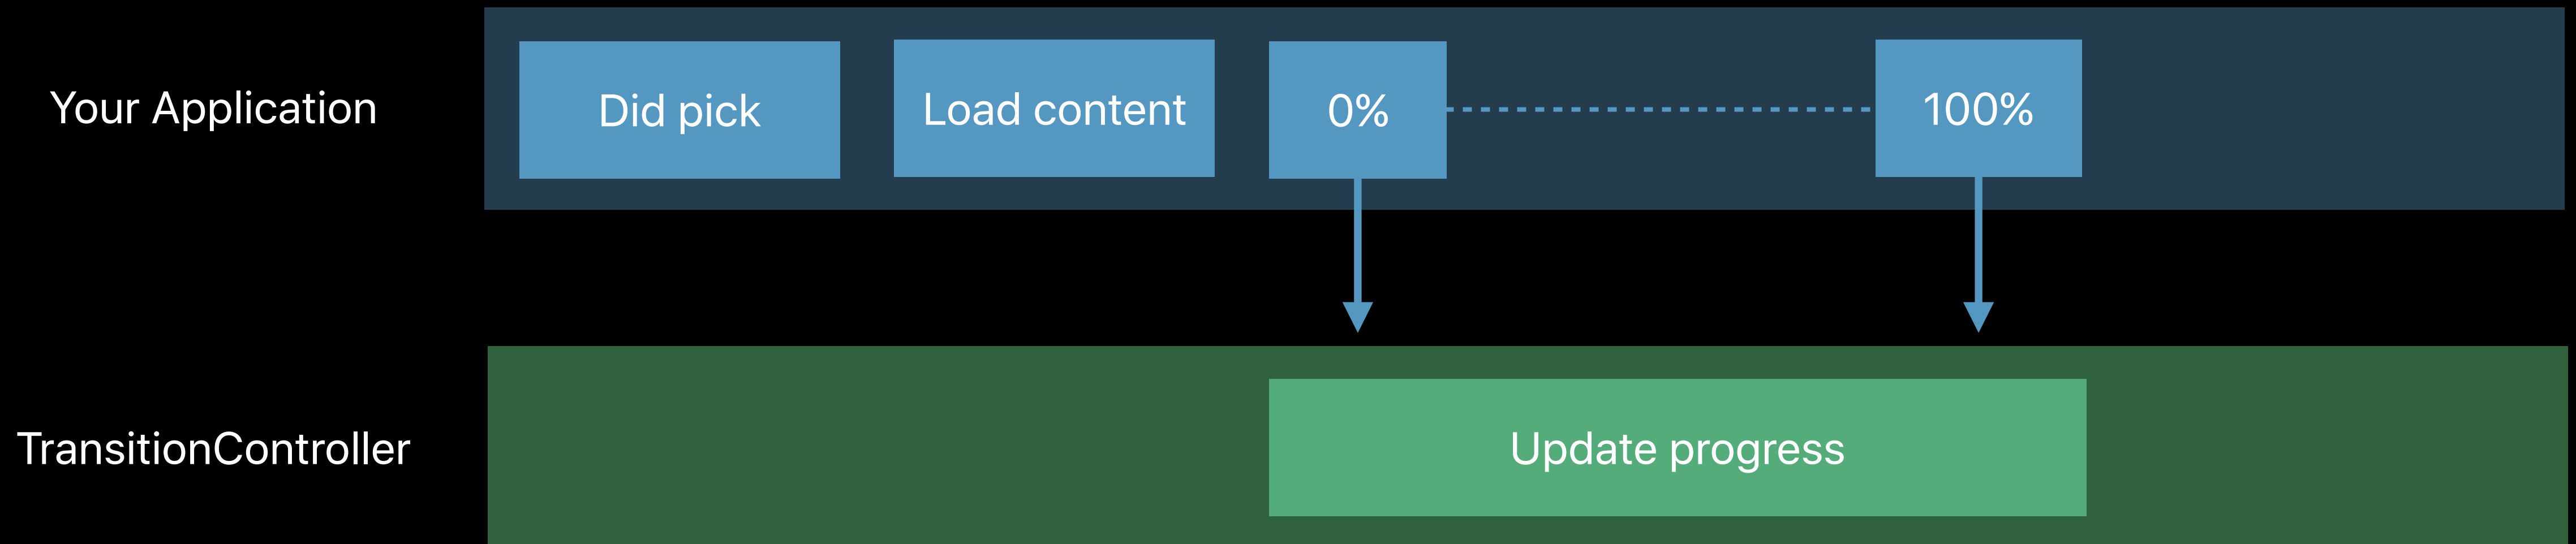 Your Application
Did pick
Load content
0%
100%
TransitionController
Update progress